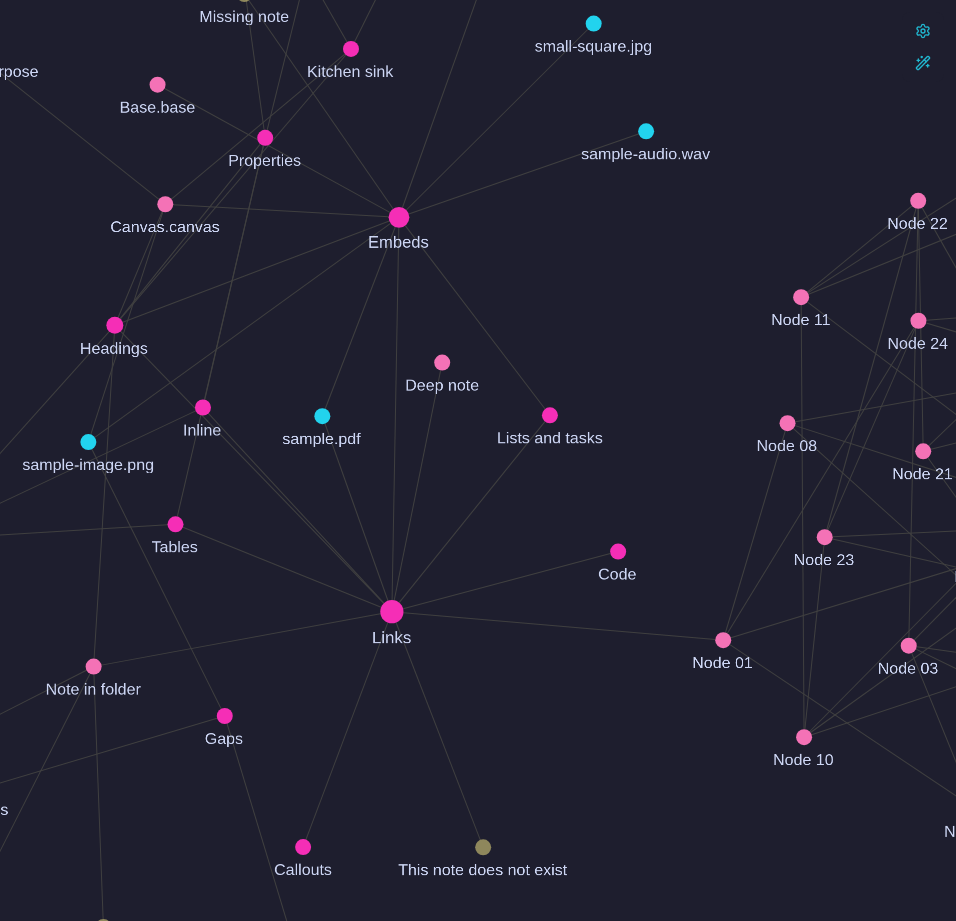 Missing note
small-square.jpg
rpose
Kitchen sink
Base.base
sample-audio.wav
Properties
Canvas.canvas
Node 22
Embeds
Node 11
Node 24
Headings
Deep note
Inline
sample.pdf
Lists and tasks
Node 08
sample-image.png
Node 21
Tables
Node 23
Code
Links
Node 01
Node 03
Note in folder
Gaps
Node 10
s
N
Callouts
This note does not exist